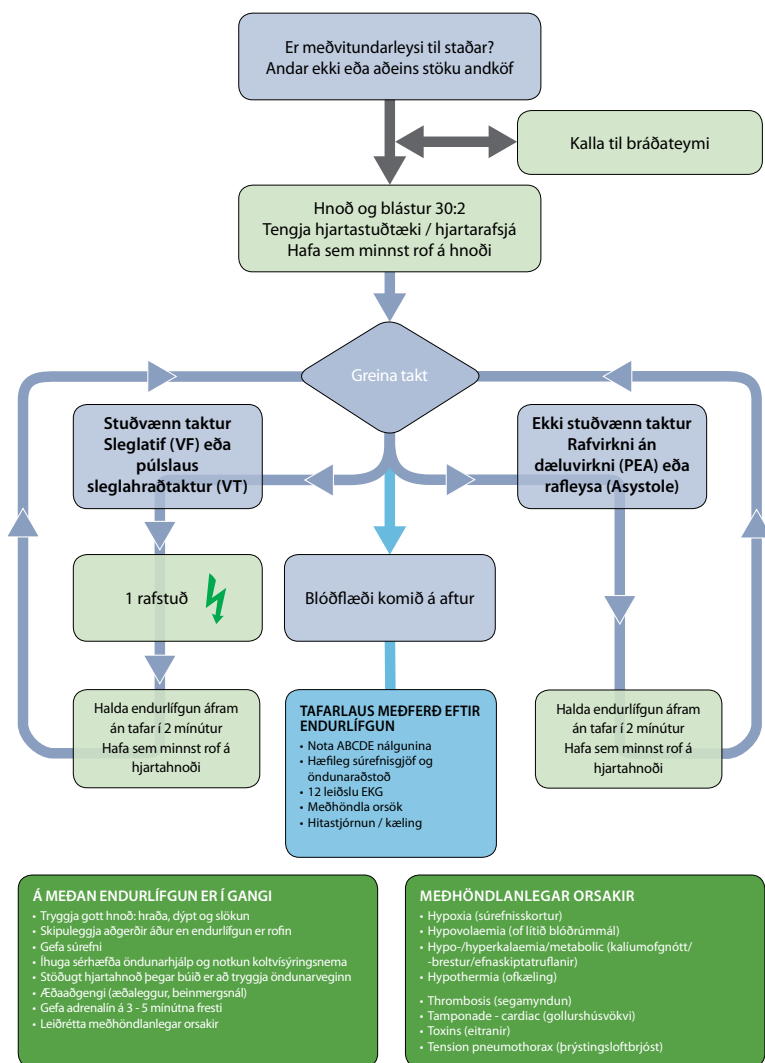 Er meðvitundarleysi til staðar?
Andar ekki eða aðeins stöku andköf
Kalla til bráðateymi
Hnoð og blástur 30:2
Tengja hjartastuðtæki / hjartarafsjá
Hafa sem minnst rof á hnoði
Greina takt
Stuðvænn taktur
Sleglatif (VF) eða
púlslaus
sleglahraðtaktur (VT)
Ekki stuðvænn taktur
Rafvirkni án
dæluvirkni (PEA) eða
rafleysa (Asystole)
1 rafstuð
Blóðflæði komið á aftur
Halda endurlífgun áfram
án tafar í 2 mínútur
Hafa sem minnst rof á
hjartahnoði
TAFARLAUS MEÐFERÐ EFTIR
ENDURLÍFGUN
• Nota ABCDE nálgunina
• Hæfileg súrefnisgjöf og
öndunaraðstoð
• 12 leiðslu EKG
• Meðhöndla orsök
• Hitastjórnun / kæling
Halda endurlífgun áfram
án tafar í 2 mínútur
Hafa sem minnst rof á
hjartahnoði
Á MEÐAN ENDURLÍFGUN ER Í GANGI
• Tryggja gott hnoð: hraða, dýpt og slökun
• Skipuleggja aðgerðir áður en endurlífgun er rofin
• Gefa súrefni
• Íhuga sérhæfða öndunarhjálp og notkun koltvísýringsnema
• Stöðugt hjartahnoð þegar búið er að tryggja öndunarveginn
• Æðaaðgengi (æðaleggur, beinmergsnál)
• Gefa adrenalín á 3 - 5 mínútna fresti
• Leiðrétta meðhöndlanlegar orsakir
MEÐHÖNDLANLEGAR ORSAKIR
• Hypoxia (súrefnisskortur)
• Hypovolaemia (of lítið blóðrúmmál)
• Hypo-/hyperkalaemia/metabolic (kalíumofgnótt/
-brestur/efnaskiptatruflanir)
• Hypothermia (ofkæling)
• Thrombosis (segamyndun)
• Tamponade - cardiac (gollurshúsvökvi)
• Toxins (eitranir)
• Tension pneumothorax (þrýstingsloftbrjóst)